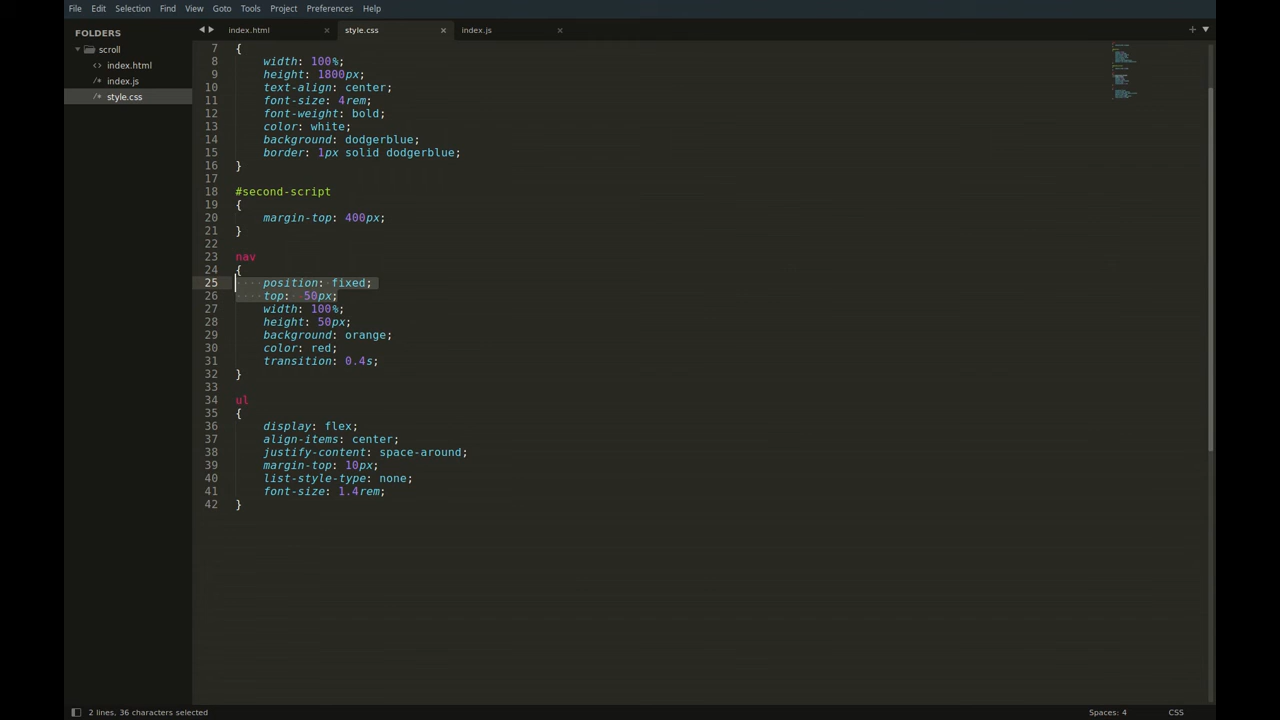 File Edit Selection Find View Goto Tools Project Preferences Help
FOLDERS
scroll
<> index.html
/* index.js
/* style.css
index.html × style.css × index.js ×
7 {
8 width: 100%;
9 height: 1800px;
10 text-align: center;
11 font-size: 4rem;
12 font-weight: bold;
13 color: white;
14 background: dodgerblue;
15 border: 1px solid dodgerblue;
16 }
17
18 #second-script
19 {
20 margin-top: 400px;
21 }
22
23 nav
24 {
25 position: fixed;
26 top: 50px;
27 width: 100%;
28 height: 50px;
29 background: orange;
30 color: red;
31 transition: 0.4s;
32 }
33
34 ul
35 {
36 display: flex;
37 align-items: center;
38 justify-content: space-around;
39 margin-top: 10px;
40 list-style-type: none;
41 font-size: 1.4rem;
42 }
2 lines, 36 characters selected
Spaces: 4 CSS